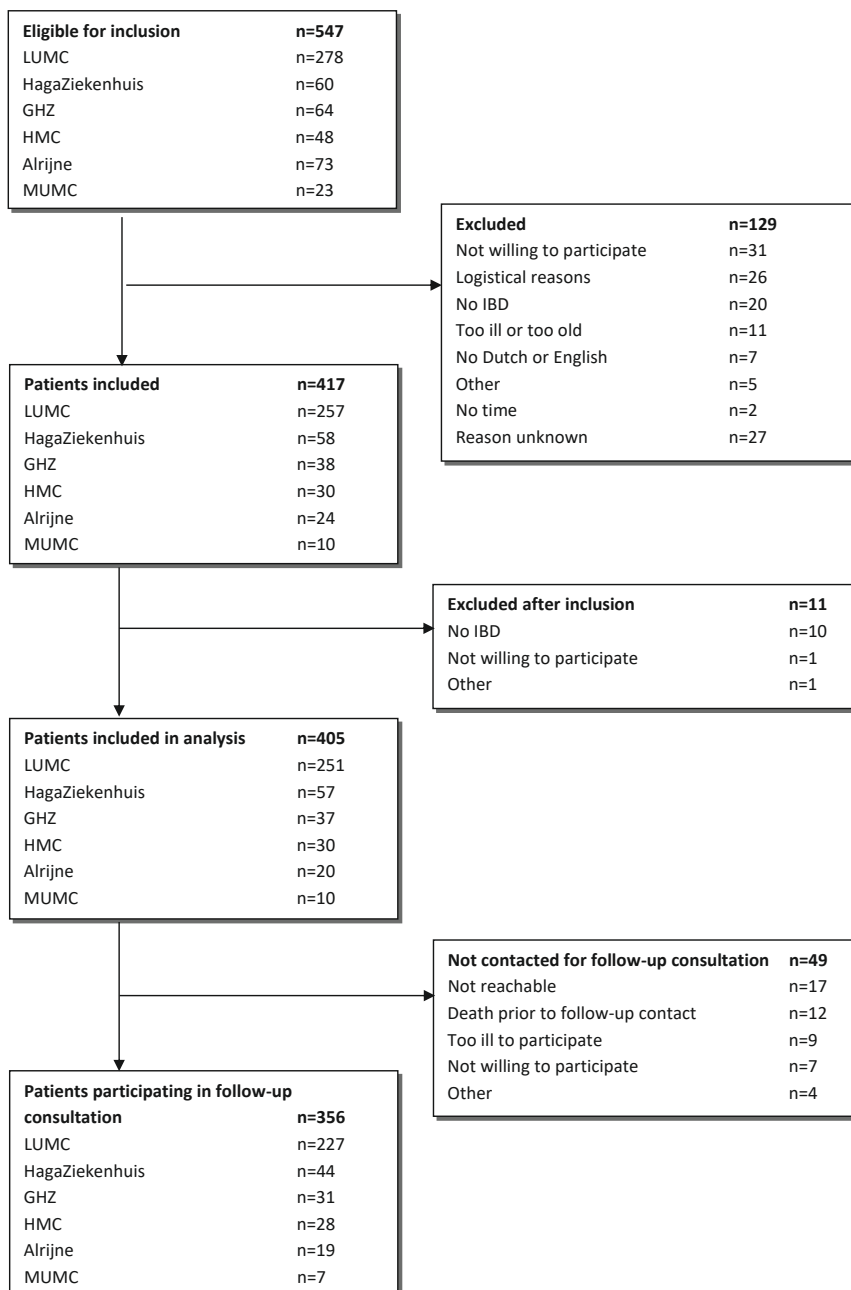 Eligible for inclusion n=547
LUMC n=278
HagaZiekenhuis n=60
GHZ n=64
HMC n=48
Alrijne n=73
MUMC n=23
Excluded n=129
Not willing to participate n=31
Logistical reasons n=26
No IBD n=20
Too ill or too old n=11
No Dutch or English n=7
Other n=5
No time n=2
Reason unknown n=27
Patients included n=417
LUMC n=257
HagaZiekenhuis n=58
GHZ n=38
HMC n=30
Alrijne n=24
MUMC n=10
Excluded after inclusion n=11
No IBD n=10
Not willing to participate n=1
Other n=1
Patients included in analysis n=405
LUMC n=251
HagaZiekenhuis n=57
GHZ n=37
HMC n=30
Alrijne n=20
MUMC n=10
Not contacted for follow-up consultation n=49
Not reachable n=17
Death prior to follow-up contact n=12
Too ill to participate n=9
Not willing to participate n=7
Other n=4
Patients participating in follow-up
consultation n=356
LUMC n=227
HagaZiekenhuis n=44
GHZ n=31
HMC n=28
Alrijne n=19
MUMC n=7